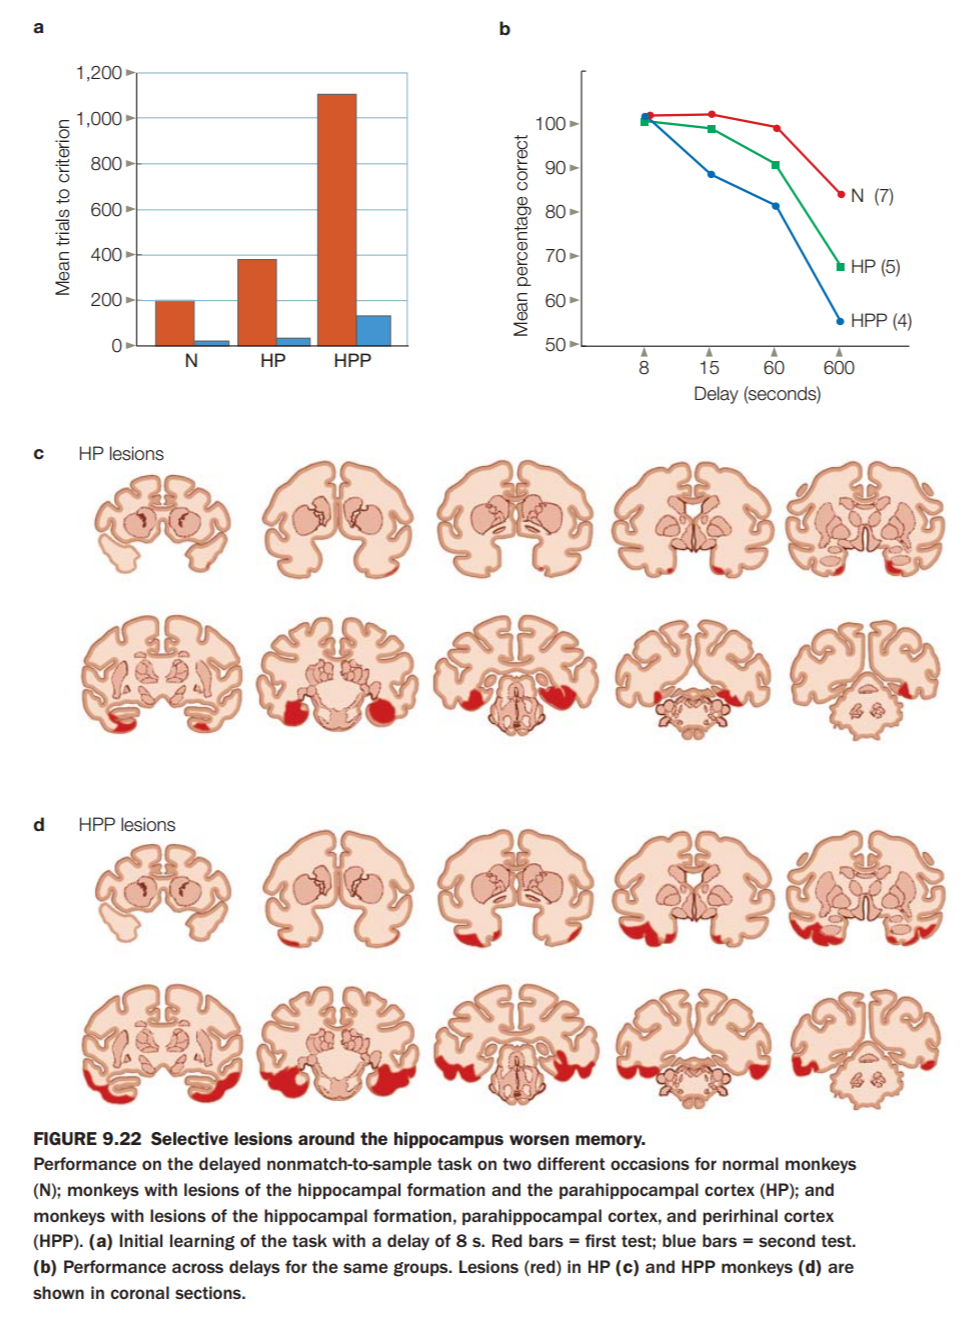 a
b
1,200
1,000
800
600
400
200
0
Mean trials to criterion
N HP HPP
100
90
80
70
60
50
Mean percentage correct
N (7)
HP (5)
HPP (4)
8 15 60 600
Delay (seconds)
c HP lesions
d HPP lesions
FIGURE 9.22 Selective lesions around the hippocampus worsen memory.
Performance on the delayed nonmatch-to-sample task on two different occasions for normal monkeys
(N); monkeys with lesions of the hippocampal formation and the parahippocampal cortex (HP); and
monkeys with lesions of the hippocampal formation, parahippocampal cortex, and perirhinal cortex
(HPP). (a) Initial learning of the task with a delay of 8 s. Red bars = first test; blue bars = second test.
(b) Performance across delays for the same groups. Lesions (red) in HP (c) and HPP monkeys (d) are
shown in coronal sections.